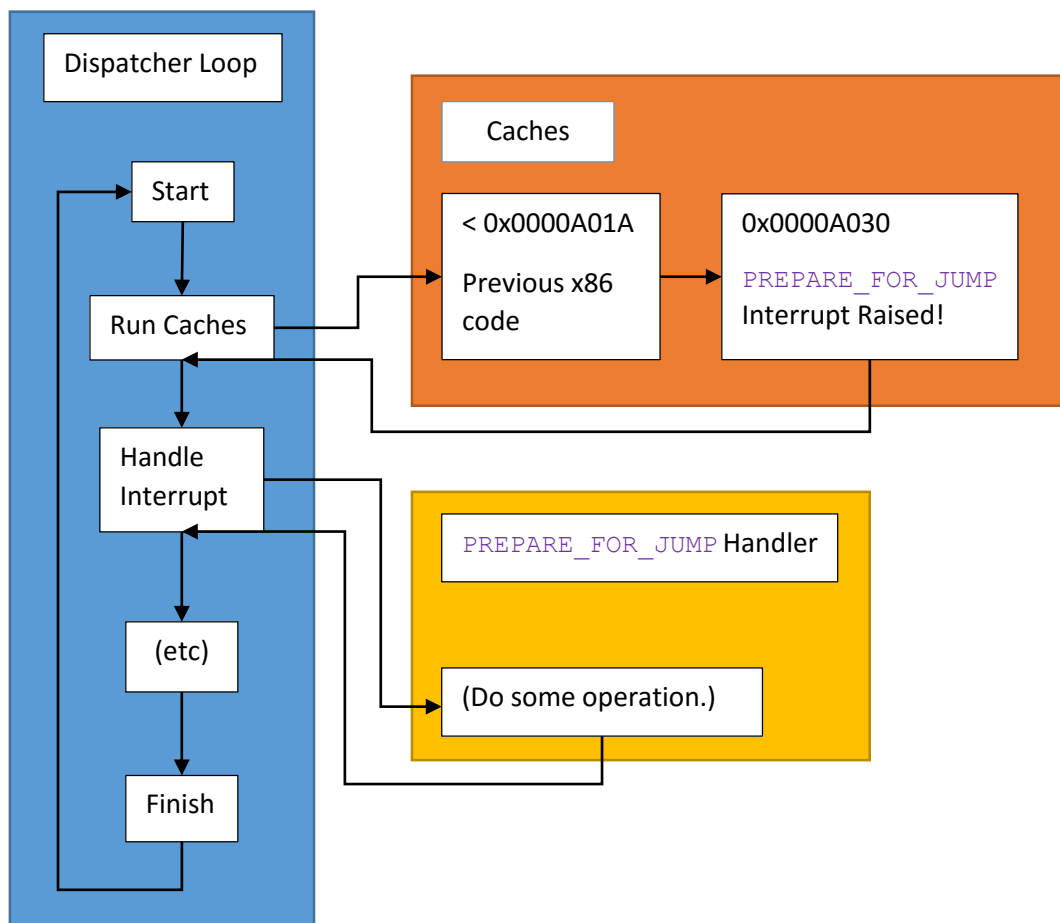 Dispatcher Loop
Start
Run Caches
Handle
Interrupt
(etc)
Finish
Caches
< 0x0000A01A
Previous x86
code
0x0000A030
PREPARE_FOR_JUMP
Interrupt Raised!
PREPARE_FOR_JUMP Handler
(Do some operation.)